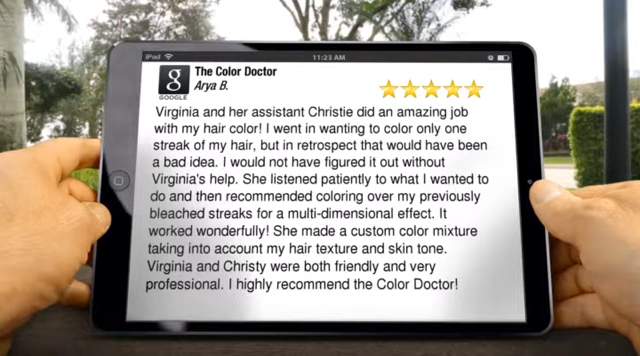 iPad
11:23 AM
g
GOOGLE
The Color Doctor
Arya B.
Virginia and her assistant Christie did an amazing job
with my hair color! I went in wanting to color only one
streak of my hair, but in retrospect that would have been
a bad idea. I would not have figured it out without
Virginia's help. She listened patiently to what I wanted to
do and then recommended coloring over my previously
bleached streaks for a multi-dimensional effect. It
worked wonderfully! She made a custom color mixture
taking into account my hair texture and skin tone.
Virginia and Christy were both friendly and very
professional. I highly recommend the Color Doctor!